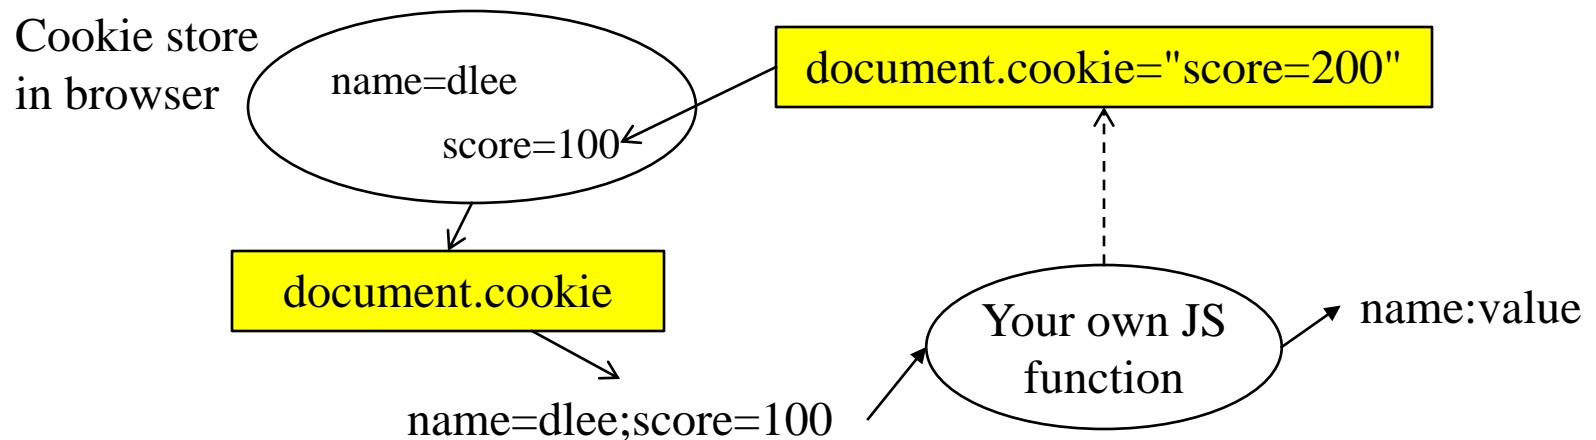 Cookie store
in browser
name=dlee
score=100
document.cookie="score=200"
document.cookie
name=dlee;score=100
Your own JS
function
name:value